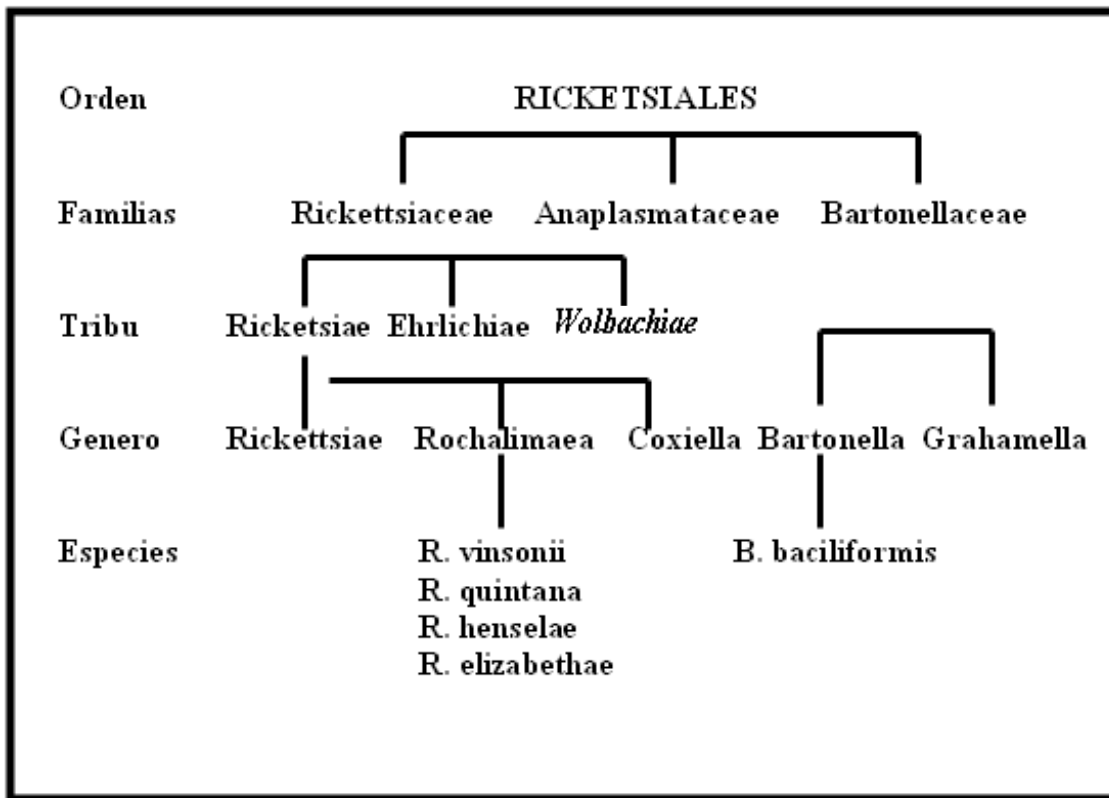 Orden RICKETSIALES
Familias Rickettsiaceae Anaplasmataceae Bartonellaceae
Tribu Ricketsiae Ehrlichiae Wolbachiae
Genero Rickettsiae Rochalimaea Coxiella Bartonella Grahamella
Especies R. vinsonii B. baciliformis
R. quintana
R. henselae
R. elizabethae